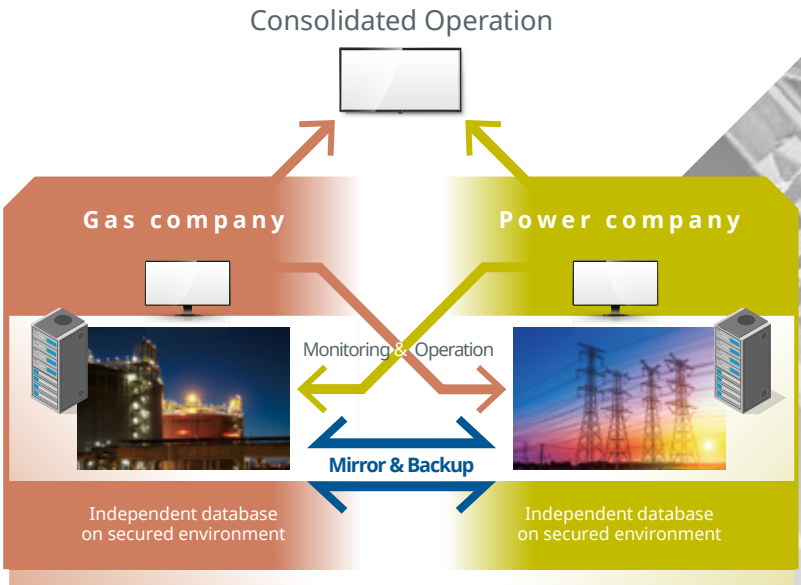 Consolidated Operation
Gas company
Power company
Monitoring & Operation
Mirror & Backup
Independent database
on secured environment
Independent database
on secured environment